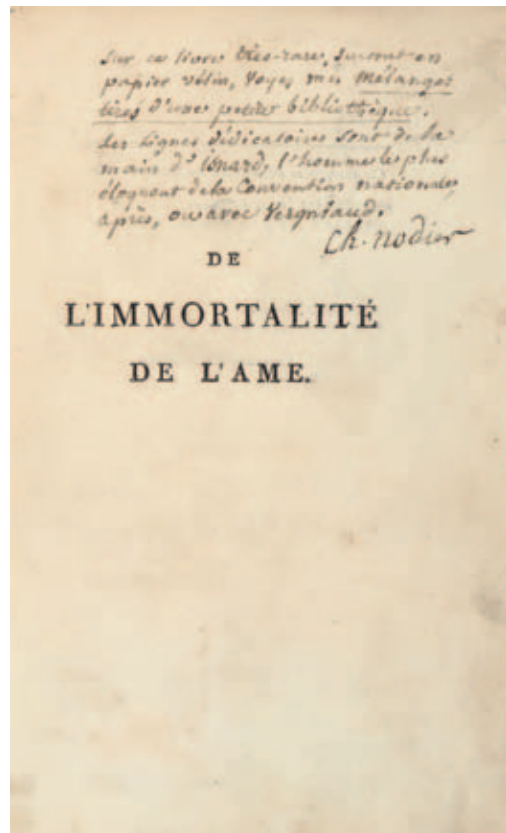 Sur ce livre très-rare, surtout en
papier vélin, voyez mes Mélanges
tirés d'une petite bibliothèque.
Les lignes dédicatoires sont de la
main d'isnard, l'homme le plus
éloquent de la Convention nationale,
après, ou avec Vergniaud.
Ch. nodier
DE
L'IMMORTALITÉ
DE L'AME.